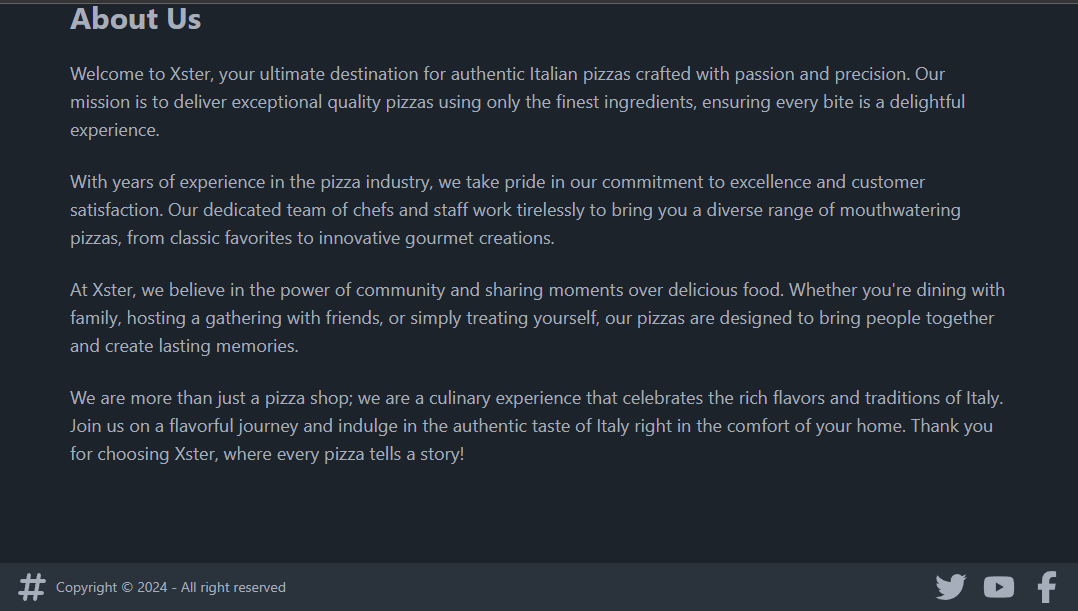 About Us
Welcome to Xster, your ultimate destination for authentic Italian pizzas crafted with passion and precision. Our
mission is to deliver exceptional quality pizzas using only the finest ingredients, ensuring every bite is a delightful
experience.
With years of experience in the pizza industry, we take pride in our commitment to excellence and customer
satisfaction. Our dedicated team of chefs and staff work tirelessly to bring you a diverse range of mouthwatering
pizzas, from classic favorites to innovative gourmet creations.
At Xster, we believe in the power of community and sharing moments over delicious food. Whether you're dining with
family, hosting a gathering with friends, or simply treating yourself, our pizzas are designed to bring people together
and create lasting memories.
We are more than just a pizza shop; we are a culinary experience that celebrates the rich flavors and traditions of Italy.
Join us on a flavorful journey and indulge in the authentic taste of Italy right in the comfort of your home. Thank you
for choosing Xster, where every pizza tells a story!
# Copyright © 2024 - All right reserved